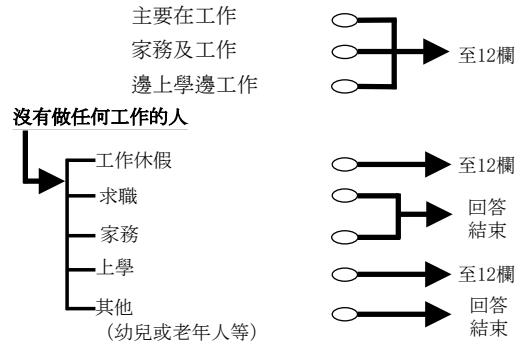 主要在工作
家務及工作 至12欄
邊上學邊工作
沒有做任何工作的人
工作休假 至12欄
求職
回答
結束
家務
上學 至12欄
其他 回答
(幼兒或老年人等) 結束